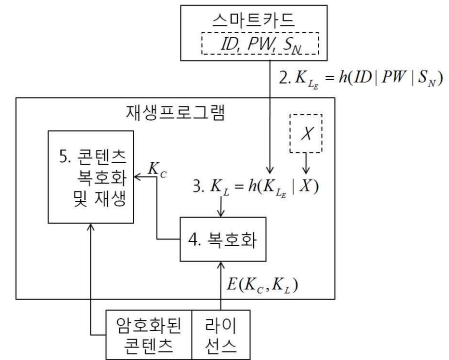 스마트카드
ID, PW, S_N
2. K_{L_E} = h(ID | PW | S_N)
재생프로그램
X
5. 콘텐츠
복호화
및 재생
K_C
3. K_L = h(K_{L_E} | X)
4. 복호화
E(K_C, K_L)
암호화된
콘텐츠
라이
선스